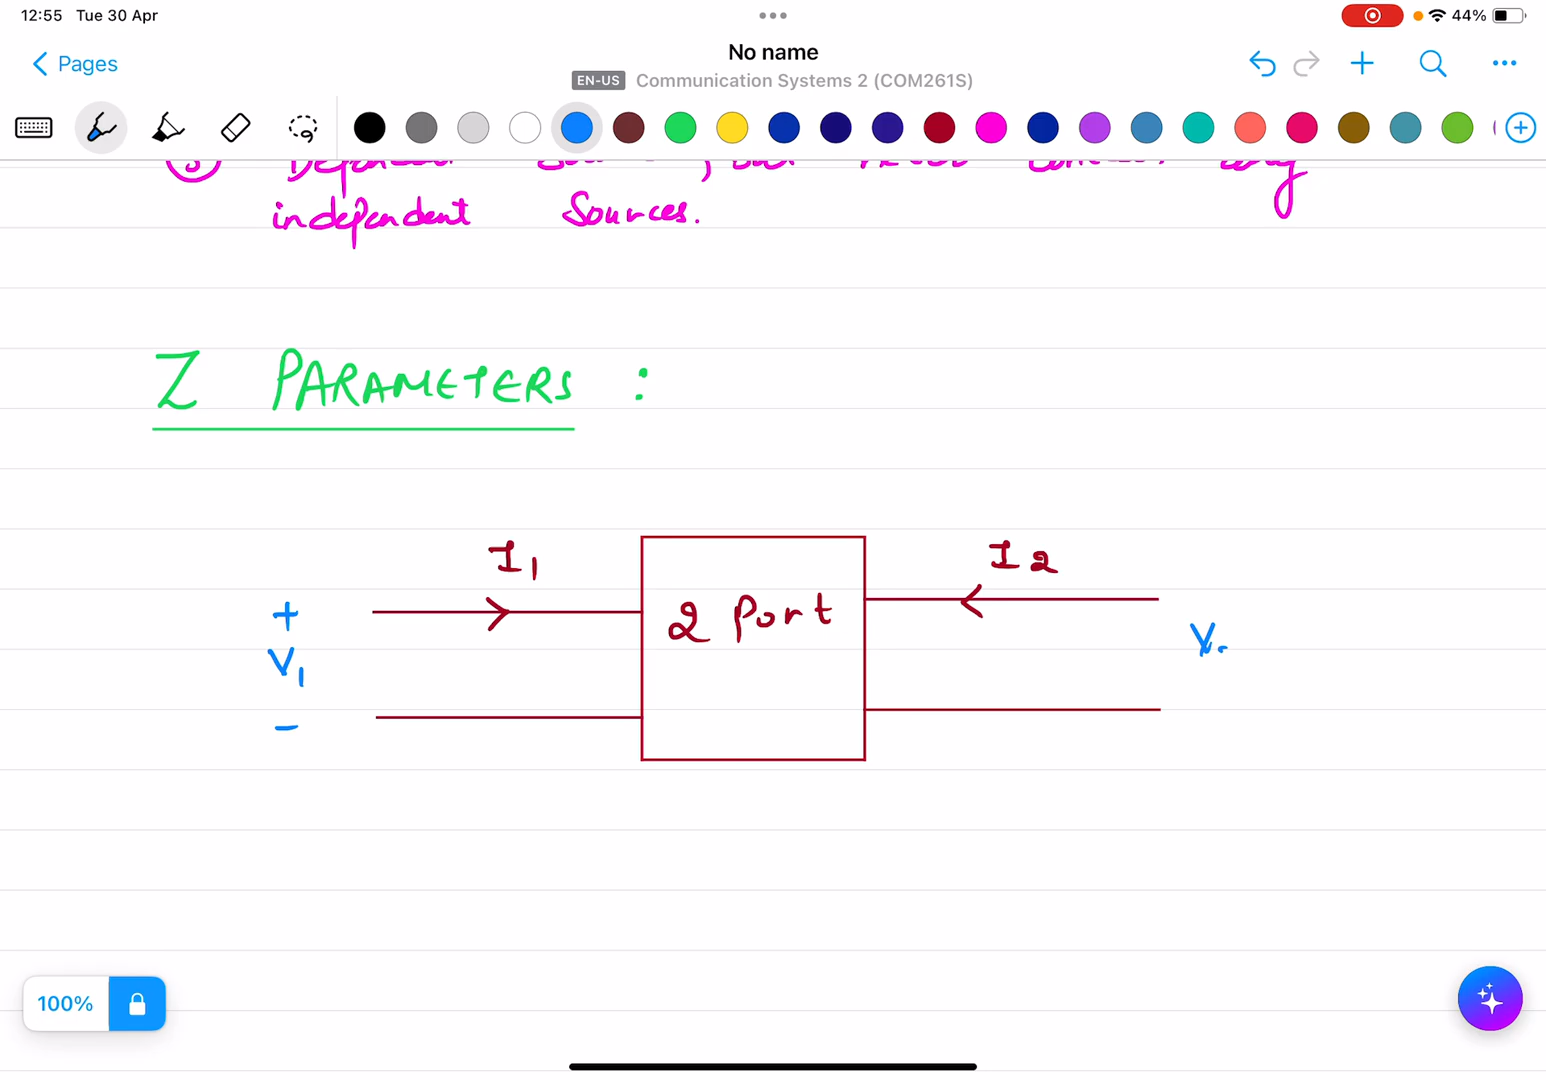 12:55 Tue 30 Apr
44%
Pages
No name
EN-US Communication Systems 2 (COM261S)
3
independent Sources.
Z PARAMETERS :
I1
I2
+
2 Port
V1
V
-
100%